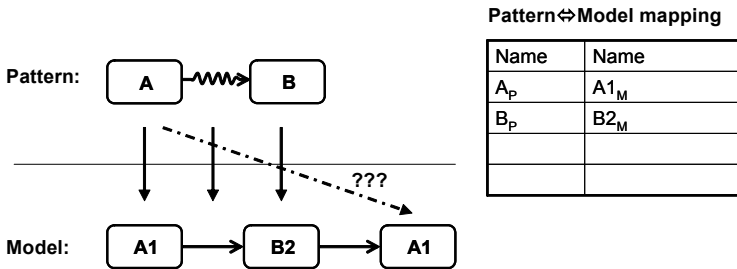 Pattern⇔Model mapping
Pattern:
A
B
Name Name
A_P A1_M
B_P B2_M
???
Model:
A1
B2
A1